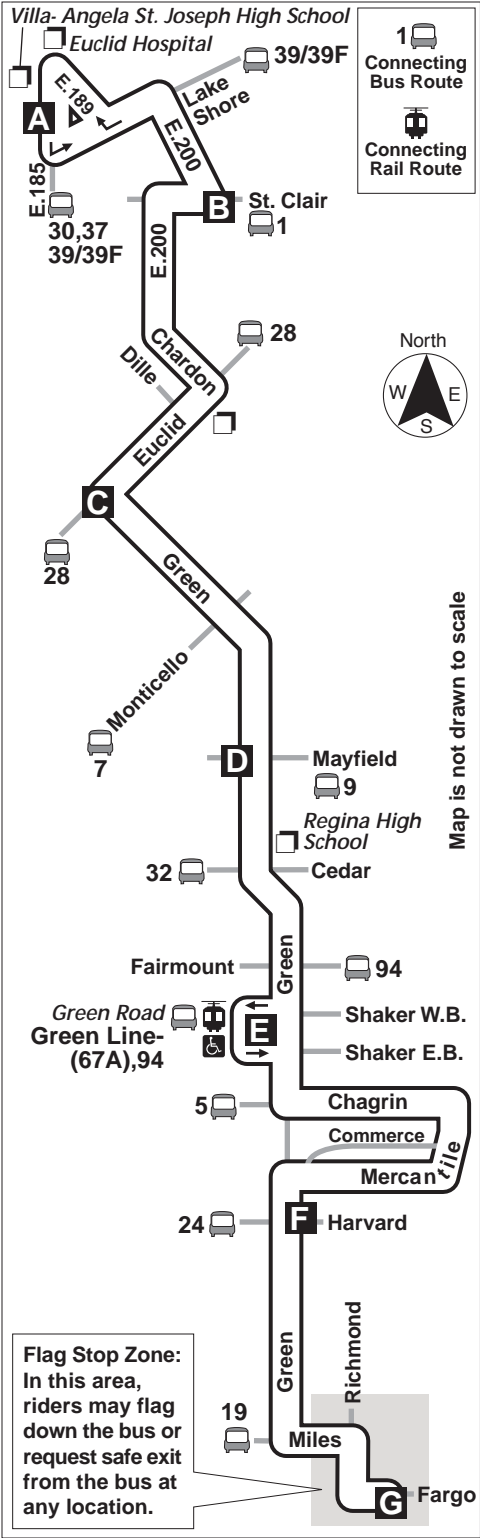 Villa- Angela St. Joseph High School
Euclid Hospital
39/39F
1
Connecting
Bus Route
Connecting
Rail Route
E.189
A
Lake
Shore
E.200
E.185
30,37
39/39F
B
St. Clair
1
E.200
28
Chardon
Dille
Euclid
North
W
E
S
C
28
Green
Monticello
7
D
Mayfield
9
Map is not drawn to scale
Regina High
School
32
Cedar
Green
Fairmount
94
Green Road
Green Line-
(67A),94
E
Shaker W.B.
Shaker E.B.
5
Chagrin
Commerce
Mercantile
24
F
Harvard
Green
Richmond
Flag Stop Zone:
In this area,
riders may flag
down the bus or
request safe exit
from the bus at
any location.
19
Miles
G
Fargo